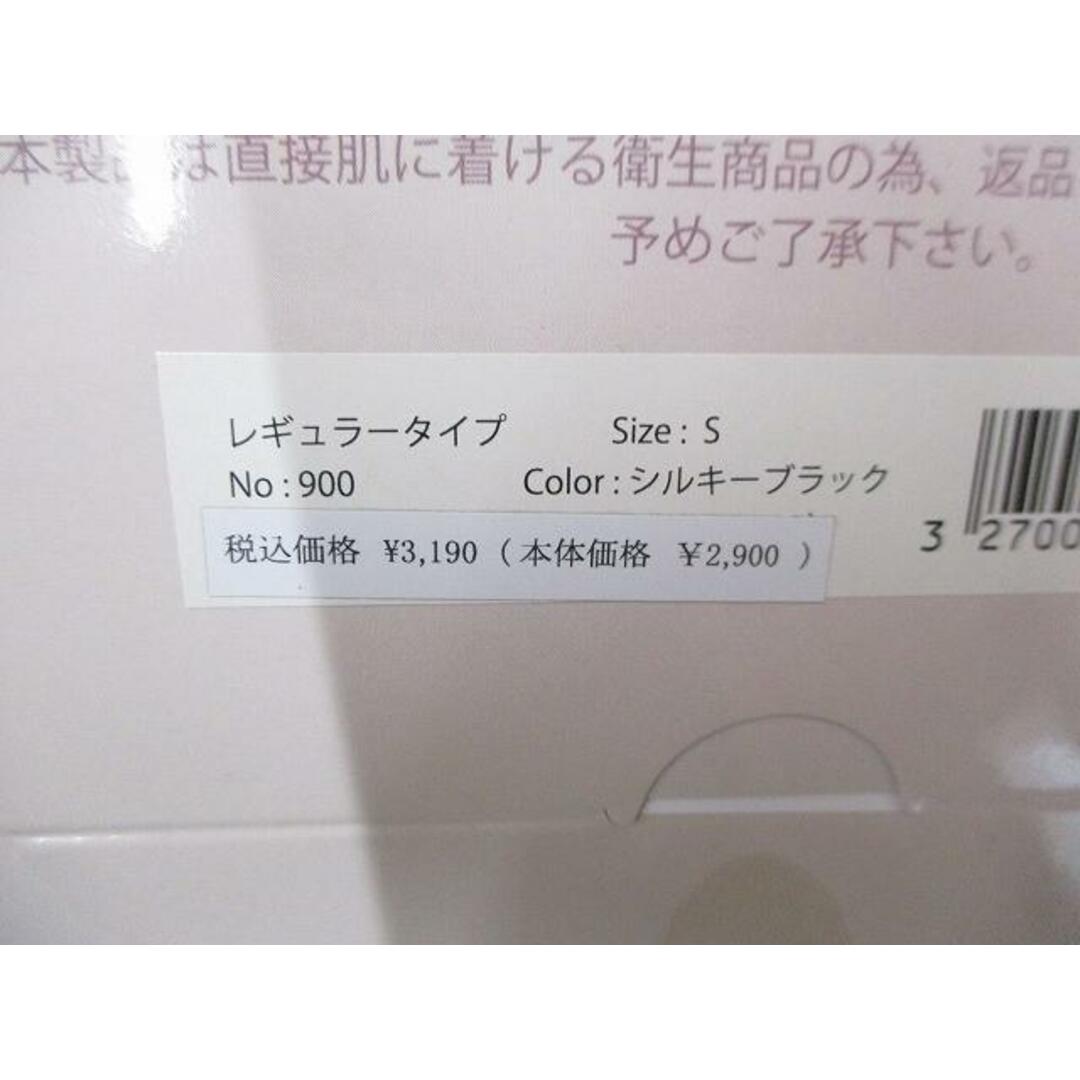 本製品は直接肌に着ける衛生商品の為、返品
予めご了承下さい。
レギュラータイプ Size : S
No : 900 Color : シルキーブラック
税込価格 ¥3,190 ( 本体価格 ¥2,900 )
3 2700